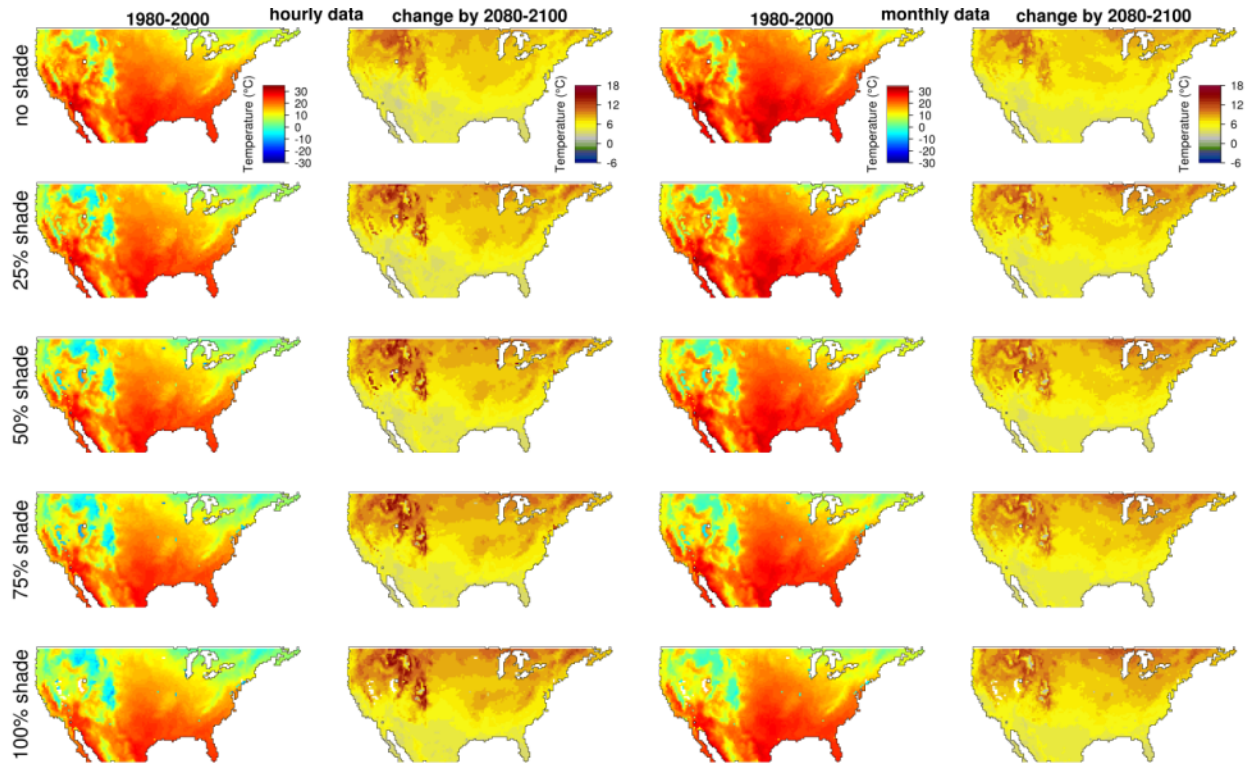 1980-2000 hourly data change by 2080-2100 1980-2000 monthly data change by 2080-2100
no shade
Temperature (°C)
30
20
10
0
-10
-20
-30
Temperature (°C)
18
12
6
0
-6
Temperature (°C)
30
20
10
0
-10
-20
-30
Temperature (°C)
18
12
6
0
-6
25% shade
50% shade
75% shade
100% shade